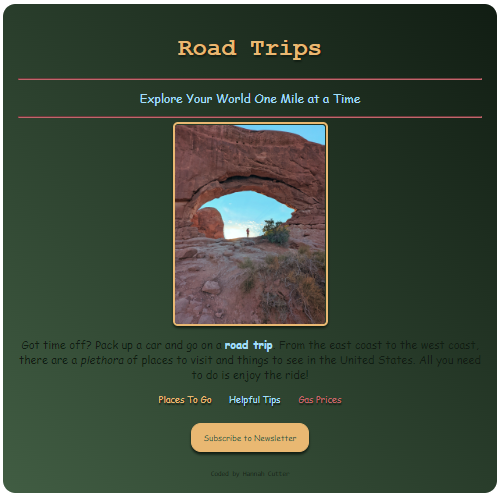 Road Trips
Explore Your World One Mile at a Time
Got time off? Pack up a car and go on a road trip. From the east coast to the west coast,
there are a plethora of places to visit and things to see in the United States. All you need
to do is enjoy the ride!
Places To Go Helpful Tips Gas Prices
Subscribe to Newsletter
Coded by Hannah Cutter